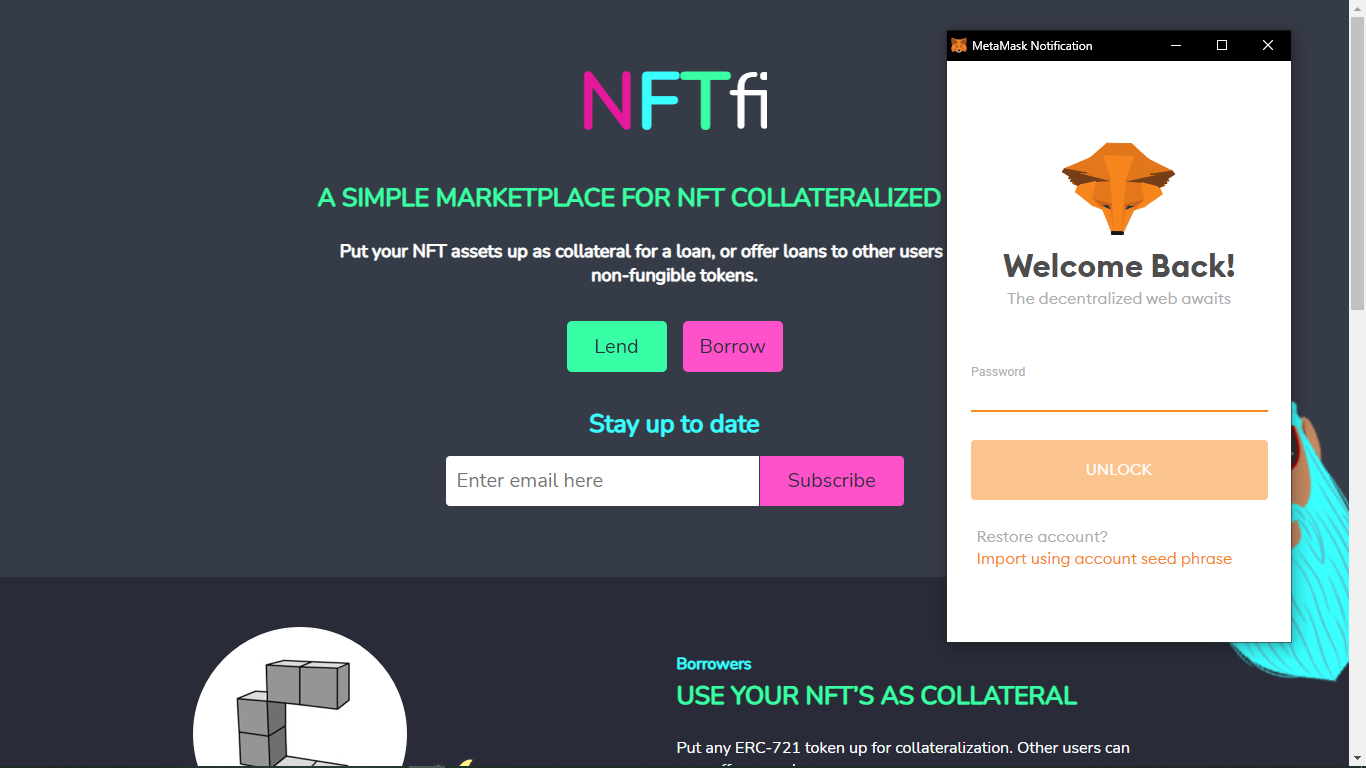 NFTfi
A SIMPLE MARKETPLACE FOR NFT COLLATERALIZED
Put your NFT assets up as collateral for a loan, or offer loans to other users
non-fungible tokens.
Lend
Borrow
Stay up to date
Enter email here
Subscribe
Borrowers
USE YOUR NFT'S AS COLLATERAL
Put any ERC-721 token up for collateralization. Other users can
MetaMask Notification
Welcome Back!
The decentralized web awaits
Password
UNLOCK
Restore account?
Import using account seed phrase